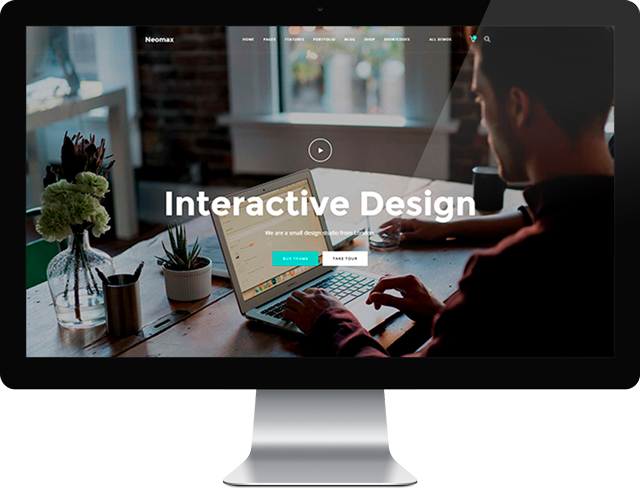 Neomax HOME PAGES FEATURES PORTFOLIO BLOG SHOP SHORTCODES ALL DEMOS
Interactive Design
We are a small design studio from London
BUY THEME TAKE TOUR